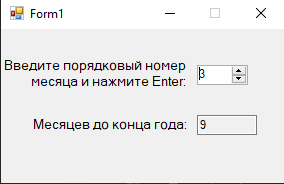 Form1
Введите порядковый номер
месяца и нажмите Enter:
3
Месяцев до конца года:
9